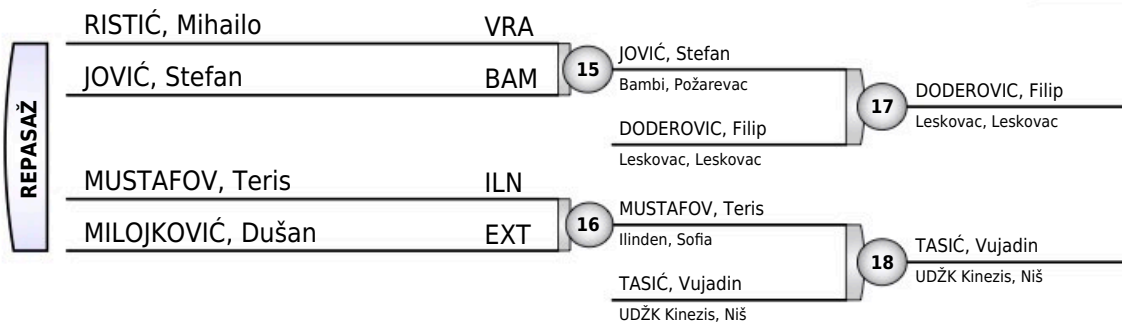 REPASAŽ
RISTIĆ, Mihailo VRA
JOVIĆ, Stefan BAM
15
JOVIĆ, Stefan
Bambi, Požarevac
DODEROVIC, Filip
Leskovac, Leskovac
17
DODEROVIC, Filip
Leskovac, Leskovac
MUSTAFOV, Teris ILN
MILOJKOVIĆ, Dušan EXT
16
MUSTAFOV, Teris
Ilinden, Sofia
TASIĆ, Vujadin
UDŽK Kinezis, Niš
18
TASIĆ, Vujadin
UDŽK Kinezis, Niš